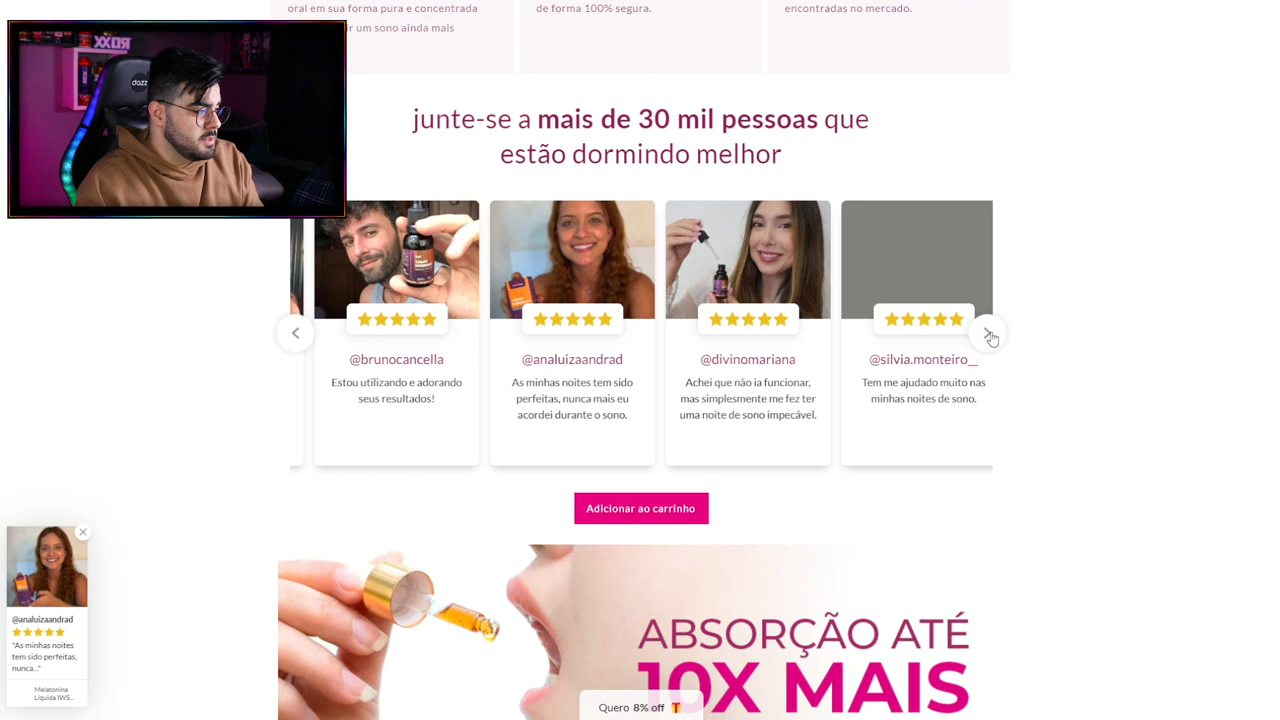 oral em sua forma pura e concentrada
ir um sono ainda mais
de forma 100% segura.
encontradas no mercado.
junte-se a mais de 30 mil pessoas que
estão dormindo melhor
@brunocancella
Estou utilizando e adorando
seus resultados!
@analuizaandrad
As minhas noites tem sido
perfeitas, nunca mais eu
acordei durante o sono.
@divinomariana
Achei que não ia funcionar,
mas simplesmente me fez ter
uma noite de sono impecável.
@silvia.monteiro__
Tem me ajudado muito nas
minhas noites de sono.
Adicionar ao carrinho
@analuizaandrad
"As minhas noites
tem sido perfeitas,
nunca..."
Melatonina
Líquida IWS...
ABSORÇÃO ATÉ
10X MAIS
Quero 8% off